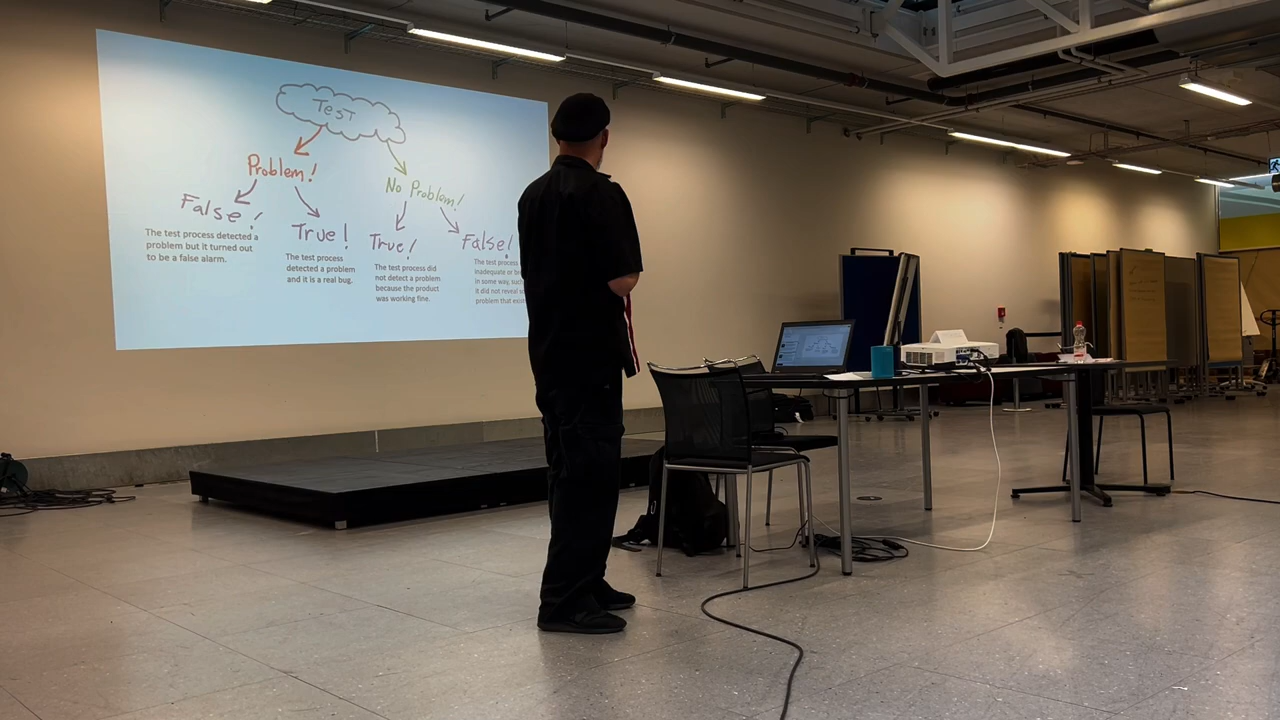 Test
Problem!
No Problem!
False!
True!
True!
False!
The test process detected a
problem but it turned out
to be a false alarm.
The test process
detected a problem
and it is a real bug.
The test process did
not detect a problem
because the product
was working fine.
The test process
inadequate or
in some way, such
it did not reveal
problem that